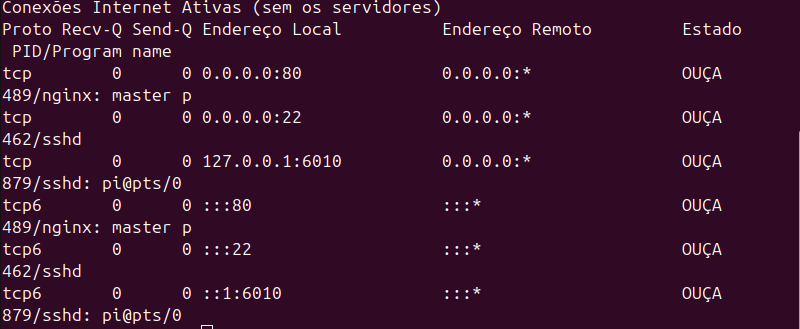 Conexões Internet Ativas (sem os servidores)
Proto Recv-Q Send-Q Endereço Local          Endereço Remoto         Estado
 PID/Program name
tcp        0      0 0.0.0.0:80              0.0.0.0:*               OUÇA
489/nginx: master p
tcp        0      0 0.0.0.0:22              0.0.0.0:*               OUÇA
462/sshd
tcp        0      0 127.0.0.1:6010          0.0.0.0:*               OUÇA
879/sshd: pi@pts/0
tcp6       0      0 :::80                   :::*                    OUÇA
489/nginx: master p
tcp6       0      0 :::22                   :::*                    OUÇA
462/sshd
tcp6       0      0 ::1:6010                :::*                    OUÇA
879/sshd: pi@pts/0